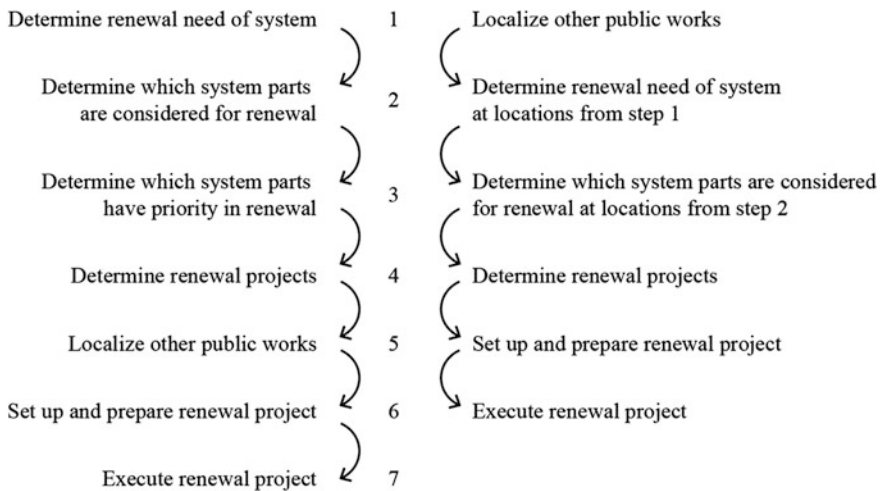 Determine renewal need of system 1 Localize other public works
Determine which system parts
are considered for renewal
2
Determine renewal need of system
at locations from step 1
Determine which system parts
have priority in renewal
3
Determine which system parts are considered
for renewal at locations from step 2
Determine renewal projects 4 Determine renewal projects
Localize other public works 5 Set up and prepare renewal project
Set up and prepare renewal project 6 Execute renewal project
Execute renewal project 7